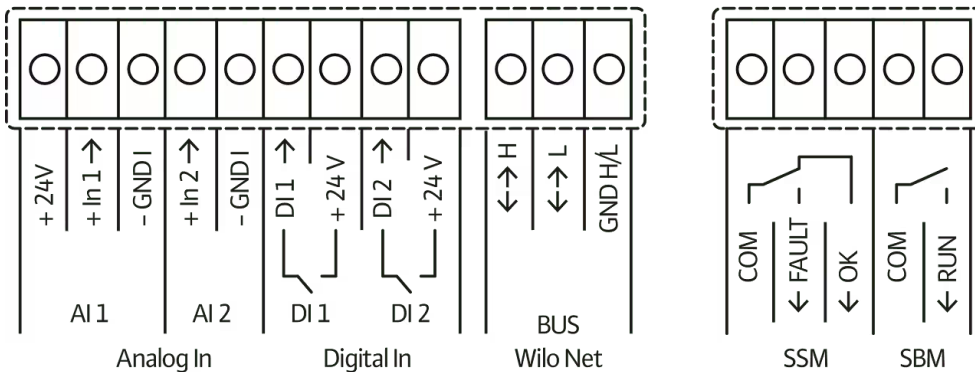 + 24V
+ In 1 →
- GND I
+ In 2 →
- GND I
DI 1 →
+ 24 V
DI 2 →
+ 24 V
↔ H
↔ L
GND H/L
COM
← FAULT
← OK
COM
← RUN
AI 1
AI 2
DI 1
DI 2
BUS
Analog In
Digital In
Wilo Net
SSM
SBM